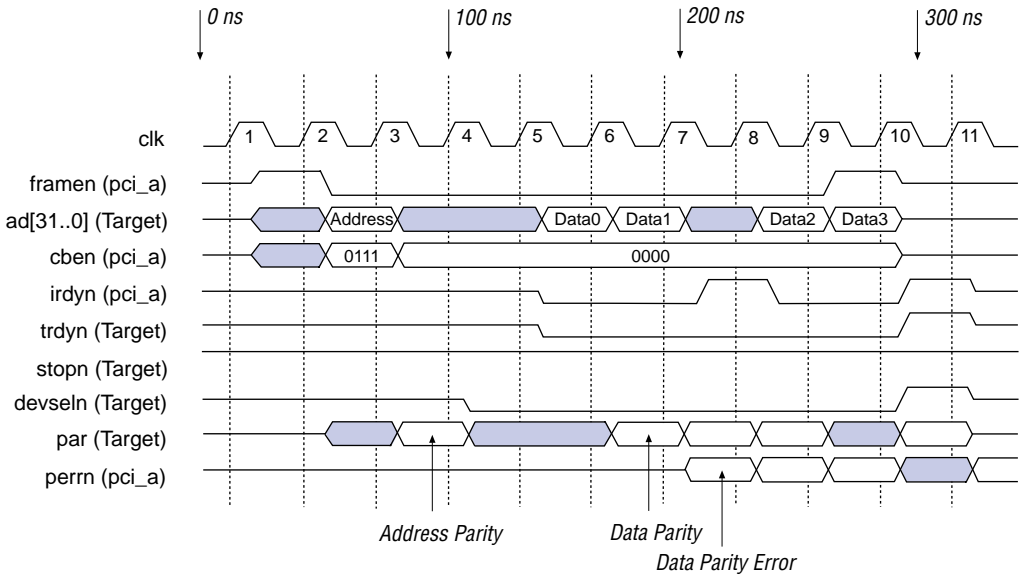 0 ns 100 ns 200 ns 300 ns
clk 1 2 3 4 5 6 7 8 9 10 11
framen (pci_a)
ad[31..0] (Target) Address Data0 Data1 Data2 Data3
cben (pci_a) 0111 0000
irdyn (pci_a)
trdyn (Target)
stopn (Target)
devseln (Target)
par (Target)
perrn (pci_a)
Address Parity Data Parity
Data Parity Error